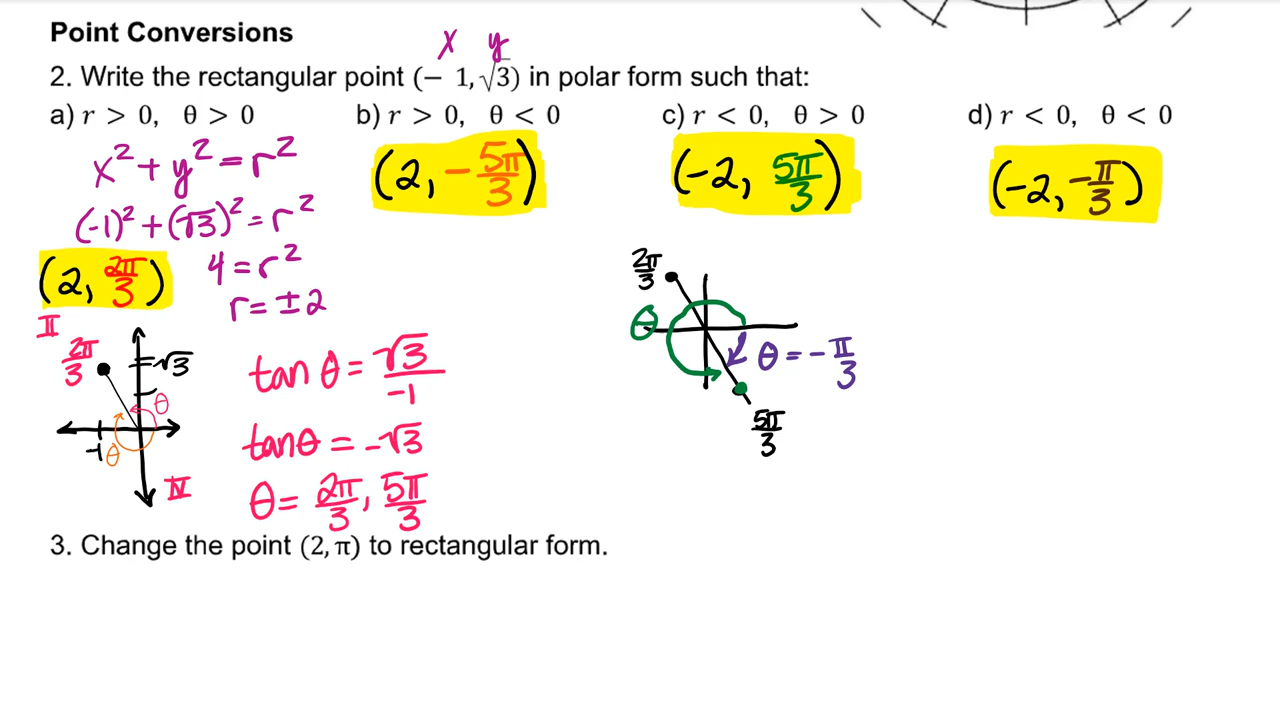 Point Conversions
x y
2. Write the rectangular point (− 1, √3) in polar form such that:
a) r > 0, θ > 0
b) r > 0, θ < 0
c) r < 0, θ > 0
d) r < 0, θ < 0
x² + y² = r²
(-1)² + (√3)² = r²
4 = r²
r = ±2
(2, 2π/3)
II
2π/3
√3
θ
-1
θ
IV
tan θ = √3/-1
tanθ = -√3
θ = 2π/3, 5π/3
(2, -5π/3)
(-2, 5π/3)
2π/3
θ
θ = -π/3
5π/3
(-2, -π/3)
3. Change the point (2, π) to rectangular form.